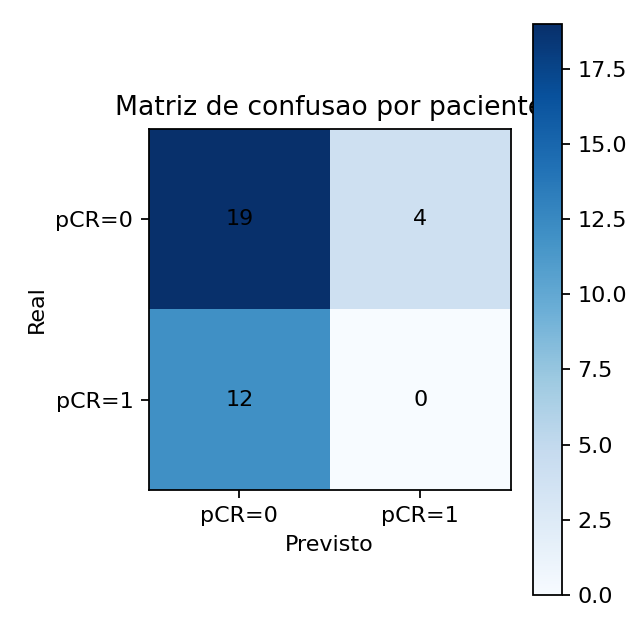 Matriz de confusao por paciente
17.5
15.0
12.5
10.0
7.5
5.0
2.5
0.0
Real
pCR=0
19
4
pCR=1
12
0
pCR=0
pCR=1
Previsto